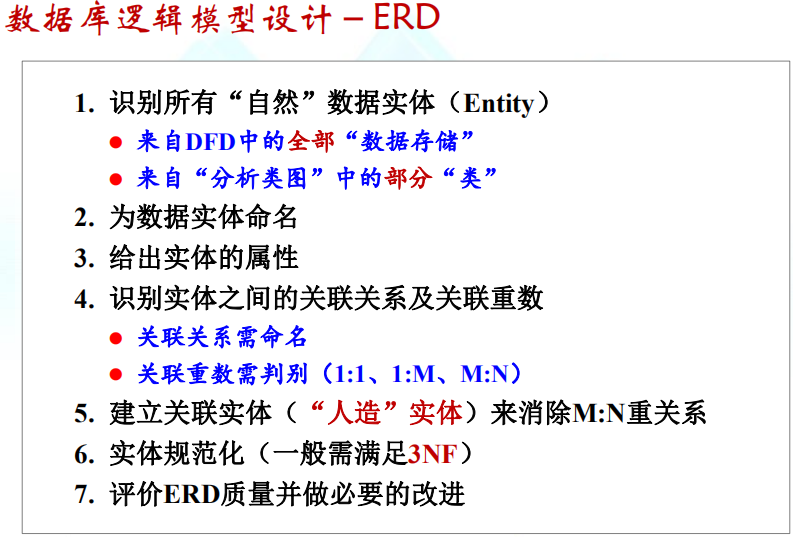 数据库逻辑模型设计 – ERD
1. 识别所有“自然”数据实体（Entity）
● 来自DFD中的全部“数据存储”
● 来自“分析类图”中的部分“类”
2. 为数据实体命名
3. 给出实体的属性
4. 识别实体之间的关联关系及关联重数
● 关联关系需命名
● 关联重数需判别（1:1、1:M、M:N）
5. 建立关联实体（“人造”实体）来消除M:N重关系
6. 实体规范化（一般需满足3NF）
7. 评价ERD质量并做必要的改进